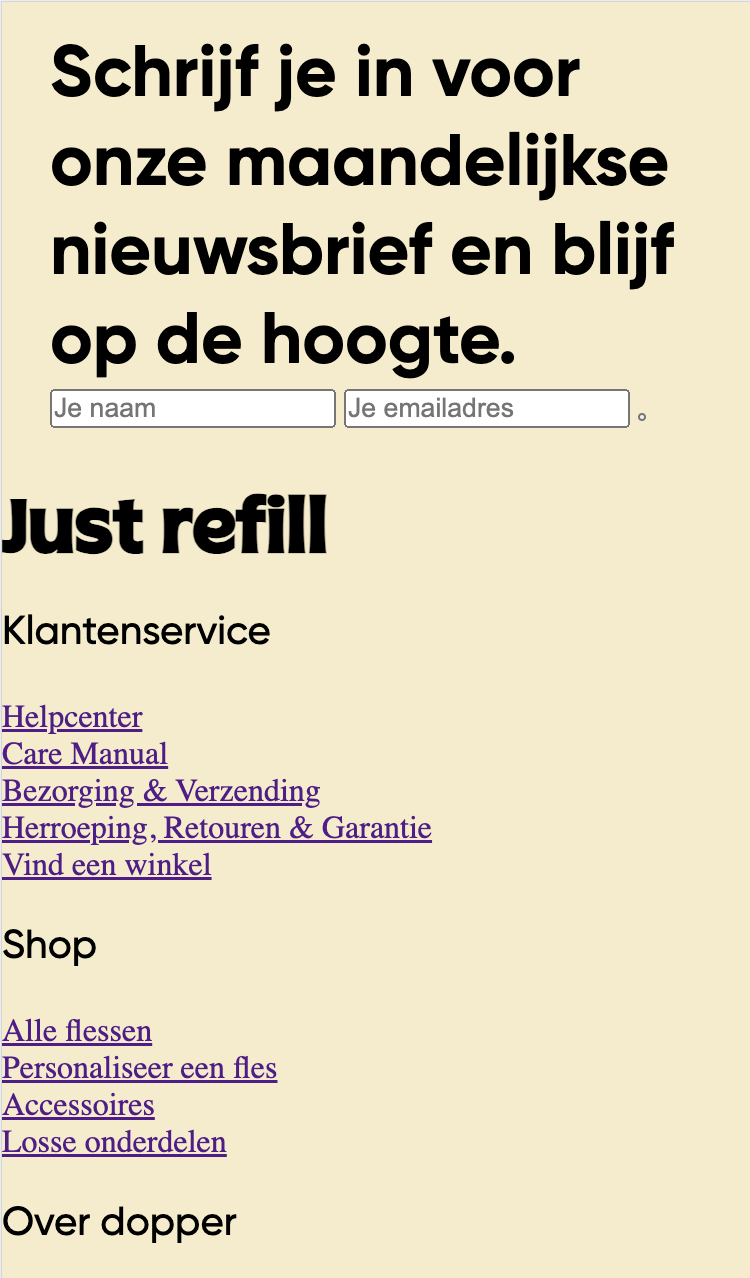 Schrijf je in voor
onze maandelijkse
nieuwsbrief en blijf
op de hoogte.
Je naam Je emailadres
Just refill
Klantenservice
Helpcenter
Care Manual
Bezorging & Verzending
Herroeping, Retouren & Garantie
Vind een winkel
Shop
Alle flessen
Personaliseer een fles
Accessoires
Losse onderdelen
Over dopper